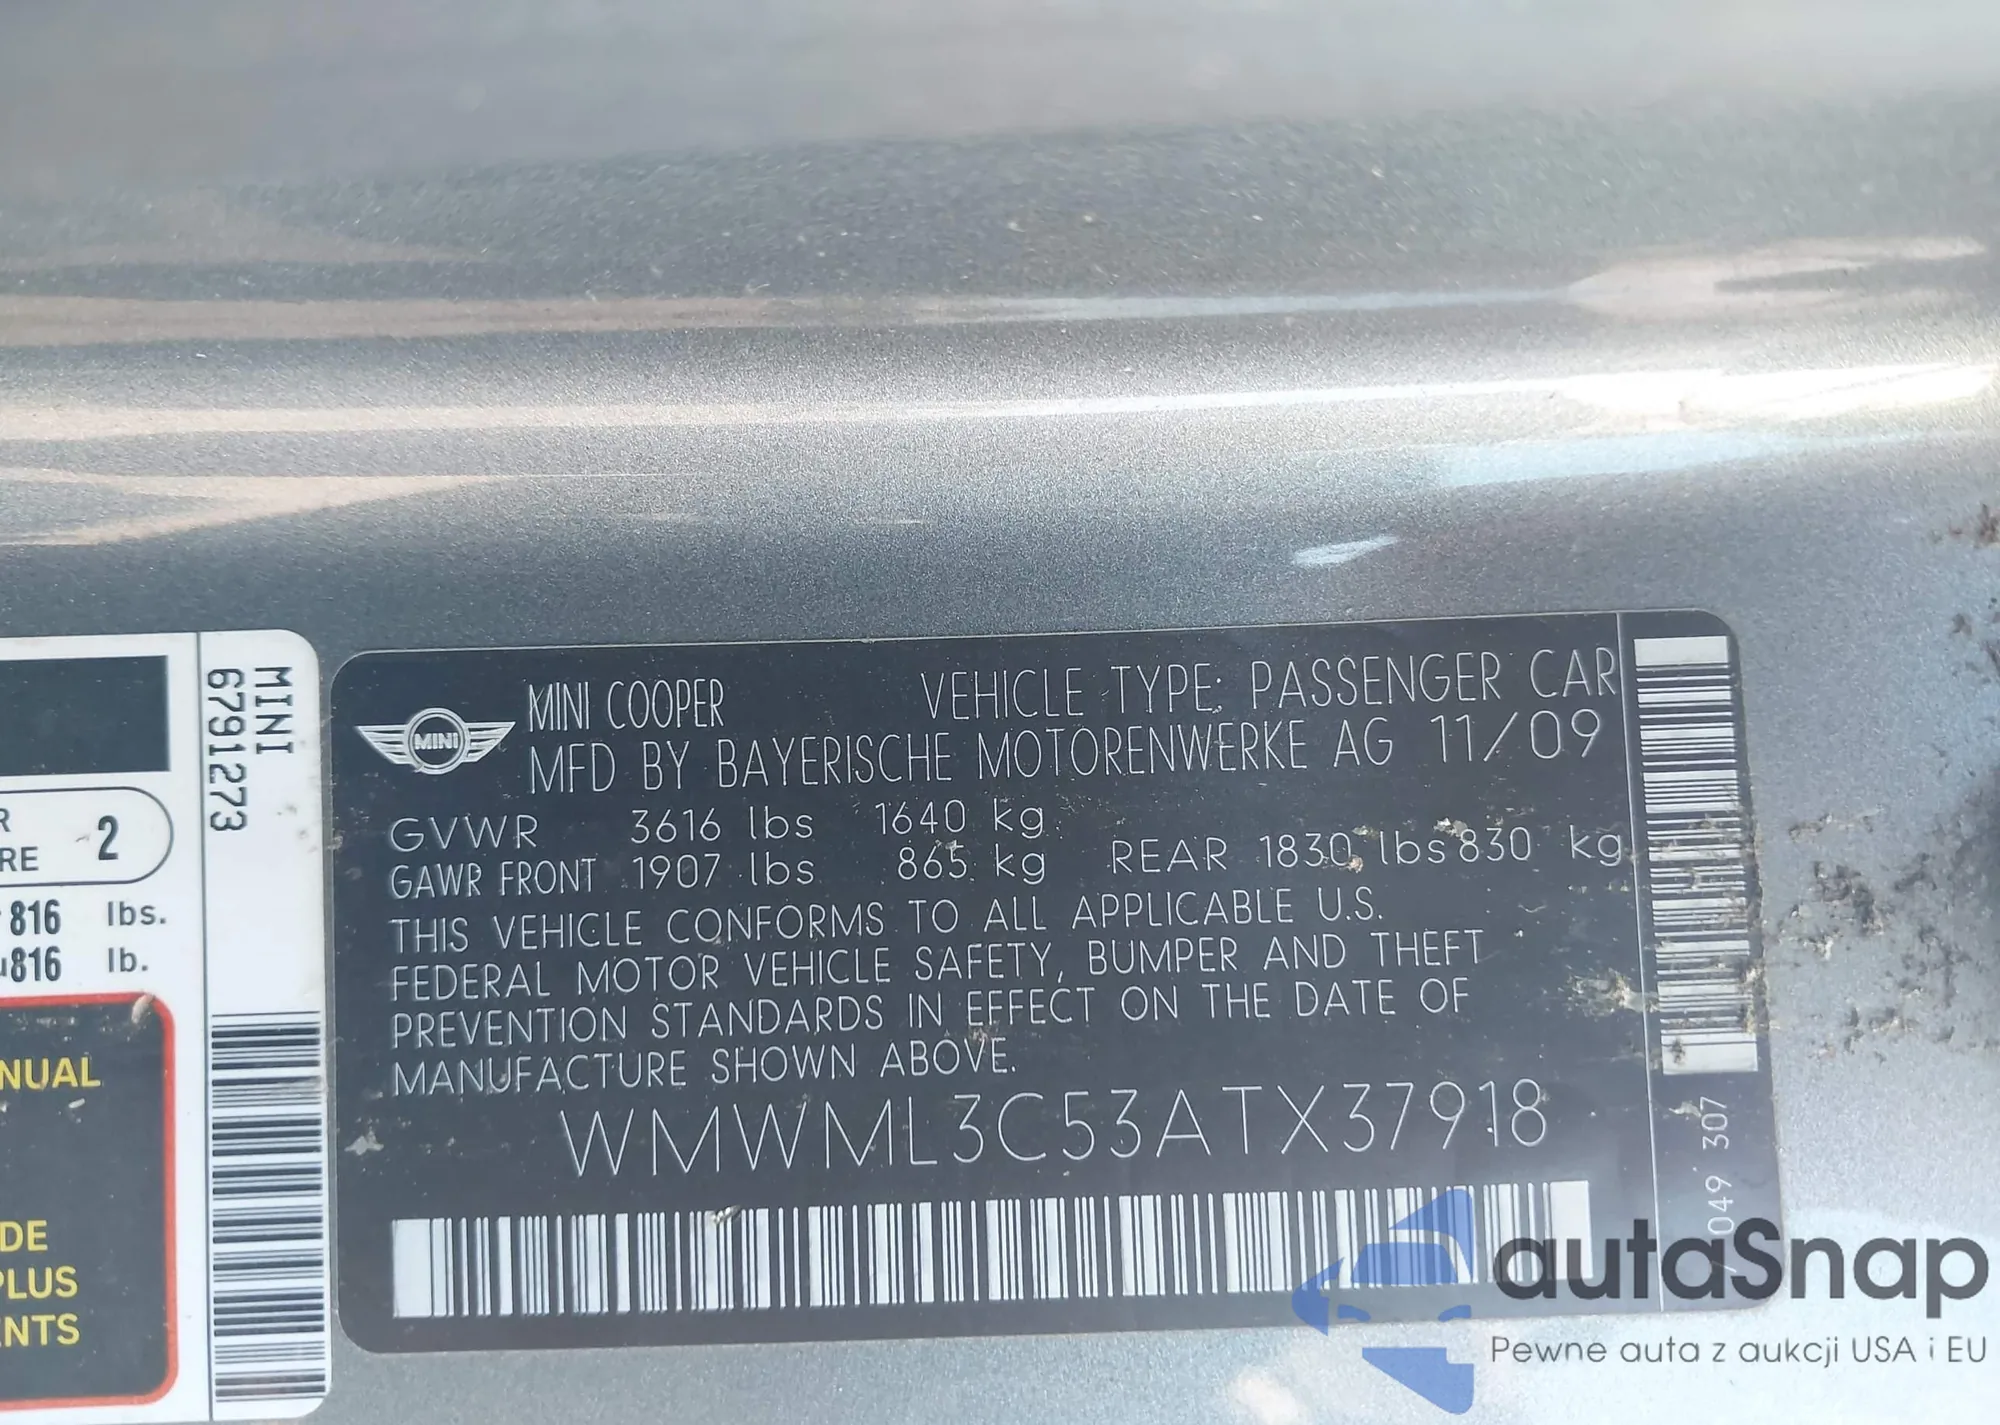 MINI
6791273
R
RE 2
816 lbs.
816 lb.
NUAL
DE
PLUS
ENTS
MINI
MINI COOPER VEHICLE TYPE: PASSENGER CAR
MFD BY BAYERISCHE MOTORENWERKE AG 11/09
GVWR 3616 lbs 1640 kg
GAWR FRONT 1907 lbs 865 kg REAR 1830 lbs 830 kg
THIS VEHICLE CONFORMS TO ALL APPLICABLE U.S.
FEDERAL MOTOR VEHICLE SAFETY, BUMPER AND THEFT
PREVENTION STANDARDS IN EFFECT ON THE DATE OF
MANUFACTURE SHOWN ABOVE.
WMWML3C53ATX37918
049 307
autaSnap
Pewne auta z aukcji USA i EU